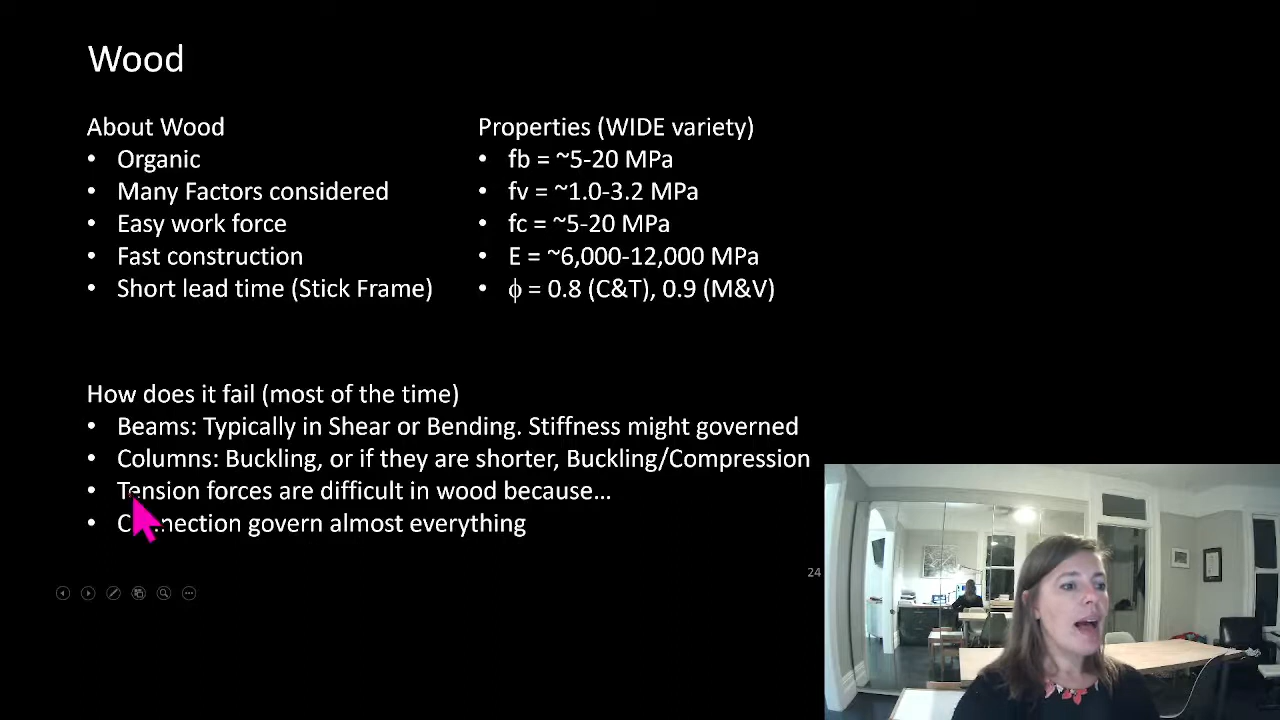 Wood
About Wood
• Organic
• Many Factors considered
• Easy work force
• Fast construction
• Short lead time (Stick Frame)
Properties (WIDE variety)
• fb = ~5-20 MPa
• fv = ~1.0-3.2 MPa
• fc = ~5-20 MPa
• E = ~6,000-12,000 MPa
• ϕ = 0.8 (C&T), 0.9 (M&V)
How does it fail (most of the time)
• Beams: Typically in Shear or Bending. Stiffness might governed
• Columns: Buckling, or if they are shorter, Buckling/Compression
• Tension forces are difficult in wood because…
• Connection govern almost everything
24